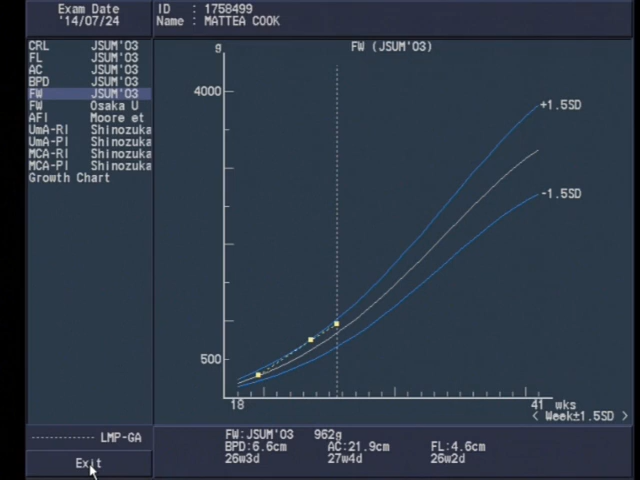 Exam Date
'14/07/24
ID : 1758499
Name : MATTEA COOK
CRL JSUM'03
FL JSUM'03
AC JSUM'03
BPD JSUM'03
FW JSUM'03
FW Osaka U
AFI Moore et
UmA-RI Shinozuka
UmA-PI Shinozuka
MCA-RI Shinozuka
MCA-PI Shinozuka
Growth Chart
FW (JSUM'03)
g
4000
500
+1.5SD
-1.5SD
18
41 wks
< Week±1.5SD >
LMP-GA
Exit
FW:JSUM'03 962g
BPD:6.6cm AC:21.9cm FL:4.6cm
26w3d 27w4d 26w2d